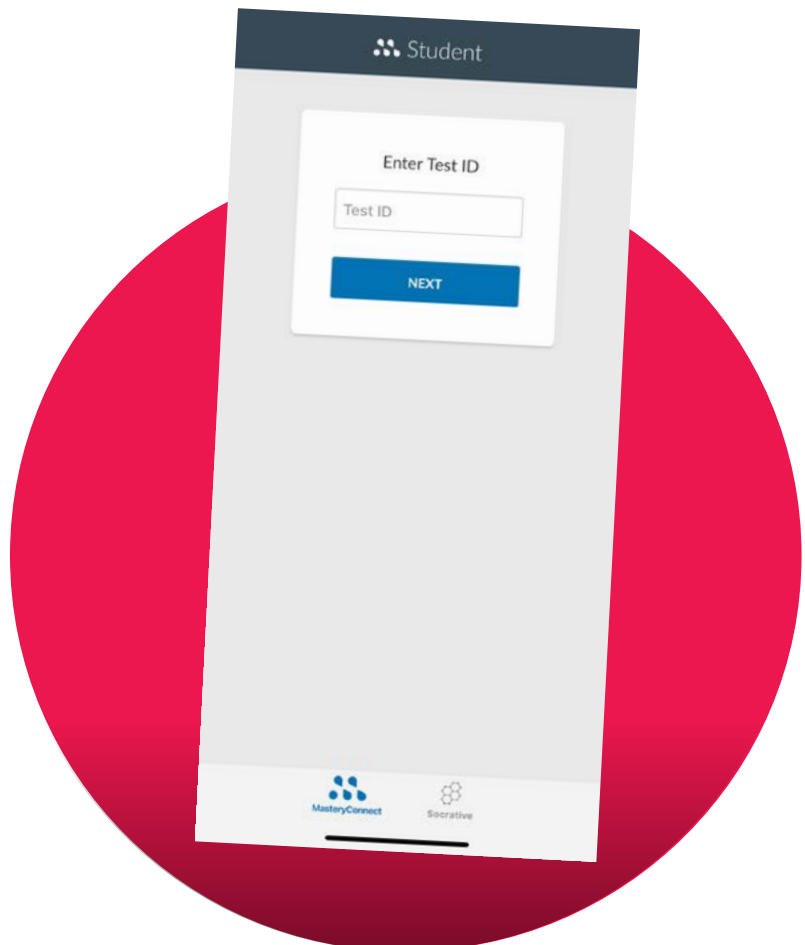 Student
Enter Test ID
Test ID
NEXT
MasteryConnect
Socrative